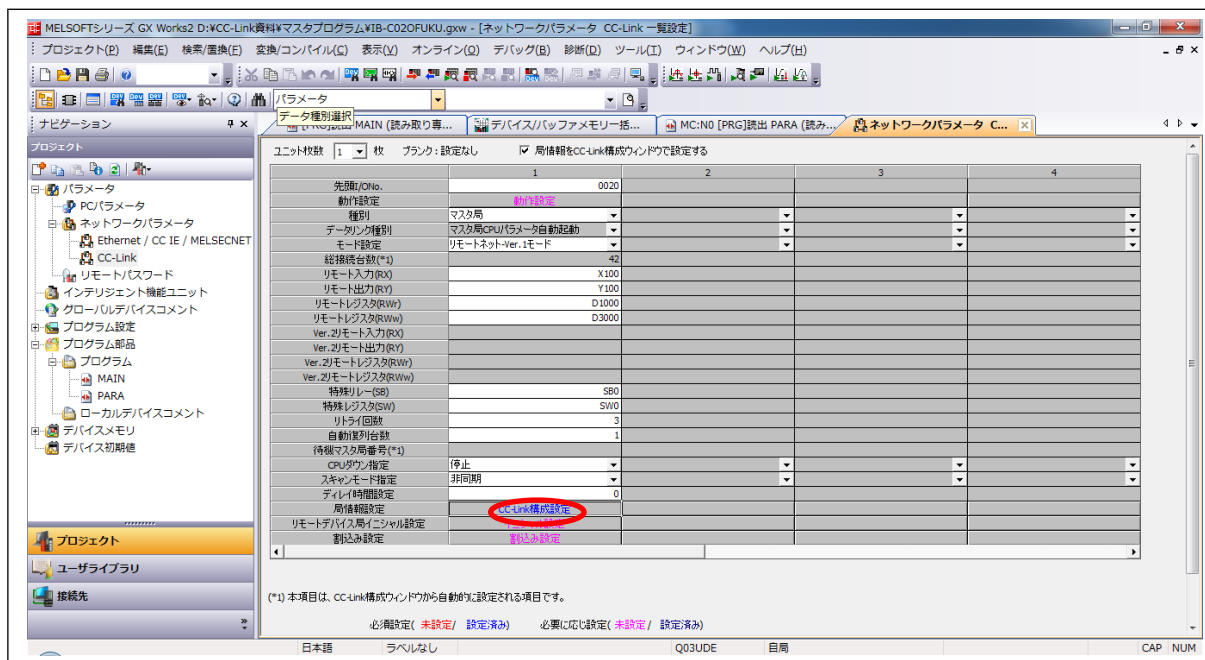 MELSOFTシリーズ GX Works2 D:¥CC-Link資料¥マスタプログラム¥IB-C02OFUKU.gxw - [ネットワークパラメータ CC-Link 一覧設定]
プロジェクト(P) 編集(E) 検索/置換(F) 変換/コンパイル(C) 表示(V) オンライン(O) デバッグ(B) 診断(D) ツール(T) ウィンドウ(W) ヘルプ(H)
パラメータ
データ種別選択
ナビゲーション
MAIN (読み取り専...
デバイス/バッファメモリ一括...
MC:N0 [PRG]読出 PARA (読み...
ネットワークパラメータ C...
プロジェクト
パラメータ
PCパラメータ
ネットワークパラメータ
Ethernet / CC IE / MELSECNET
CC-Link
リモートパスワード
インテリジェント機能ユニット
グローバルデバイスコメント
プログラム設定
プログラム部品
プログラム
MAIN
PARA
ローカルデバイスコメント
デバイスメモリ
デバイス初期値
プロジェクト
ユーザライブラリ
接続先
ユニット枚数 1 枚 ブランク:設定なし 局情報をCC-Link構成ウィンドウで設定する
1 2 3 4
先頭I/ONo. 0020
動作設定 動作設定
種別 マスタ局
データリンク種別 マスタ局CPUパラメータ自動起動
モード設定 リモートネット-Ver.1モード
総接続台数(*1) 42
リモート入力(RX) X100
リモート出力(RY) Y100
リモートレジスタ(RWr) D1000
リモートレジスタ(RWw) D3000
Ver.2リモート入力(RX)
Ver.2リモート出力(RY)
Ver.2リモートレジスタ(RWr)
Ver.2リモートレジスタ(RWw)
特殊リレー(SB) SB0
特殊レジスタ(SW) SW0
リトライ回数 3
自動復列台数 1
待機マスタ局番号(*1)
CPUダウン指定 停止
スキャンモード指定 非同期
ディレイ時間設定 0
局情報設定 CC-Link構成設定
リモートデバイス局イニシャル設定
割込み設定 割込み設定
(*1) 本項目は、CC-Link構成ウィンドウから自動的に設定される項目です。
必須設定( 未設定 / 設定済み) 必要に応じ設定( 未設定 / 設定済み)
日本語 ラベルなし Q03UDE 自局 CAP NUM